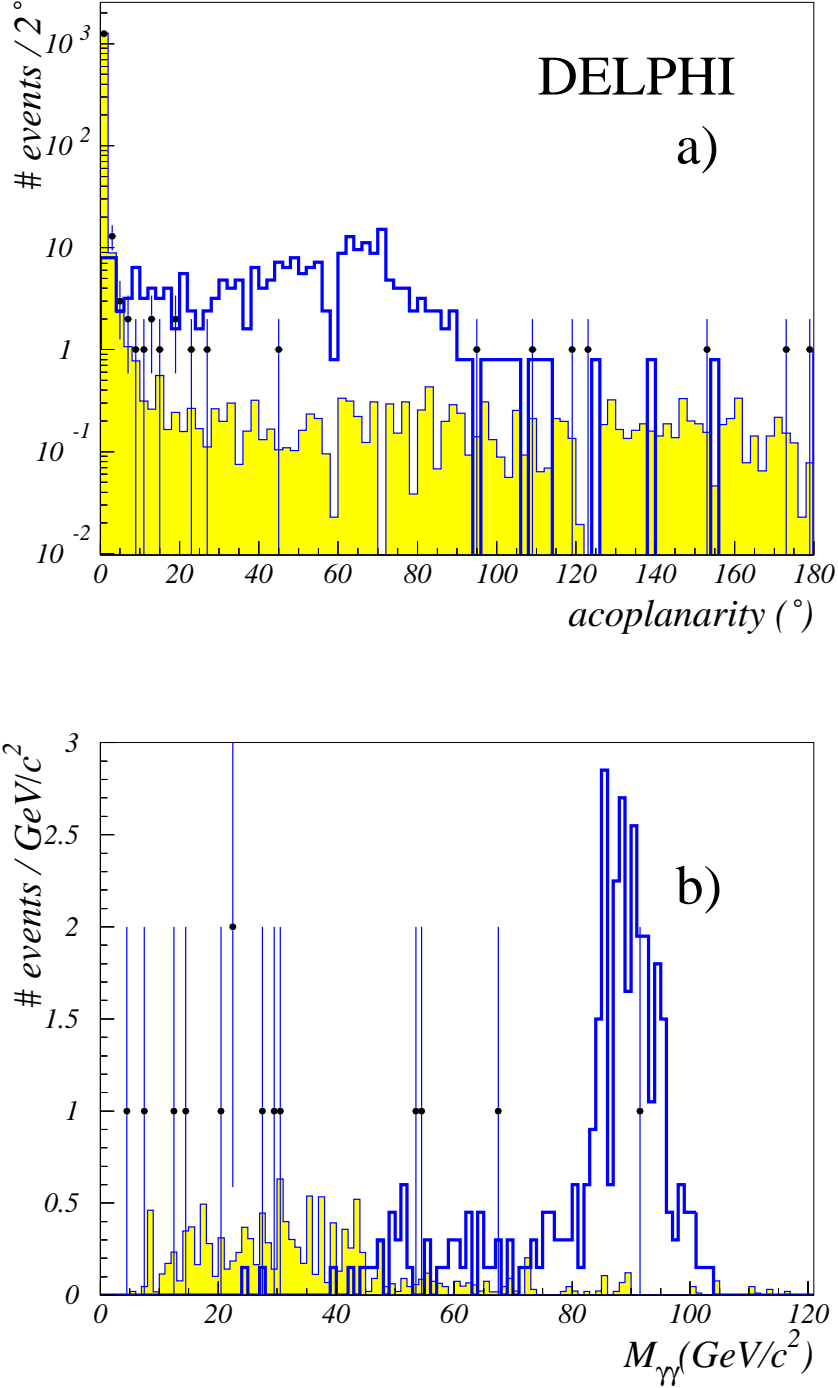 # events / 2°
10³
10²
10
1
10⁻¹
10⁻²
DELPHI
a)
0 20 40 60 80 100 120 140 160 180
acoplanarity (°)
# events / GeV/c²
3
2.5
2
1.5
1
0.5
0
b)
0 20 40 60 80 100 120
Mγγ(GeV/c²)